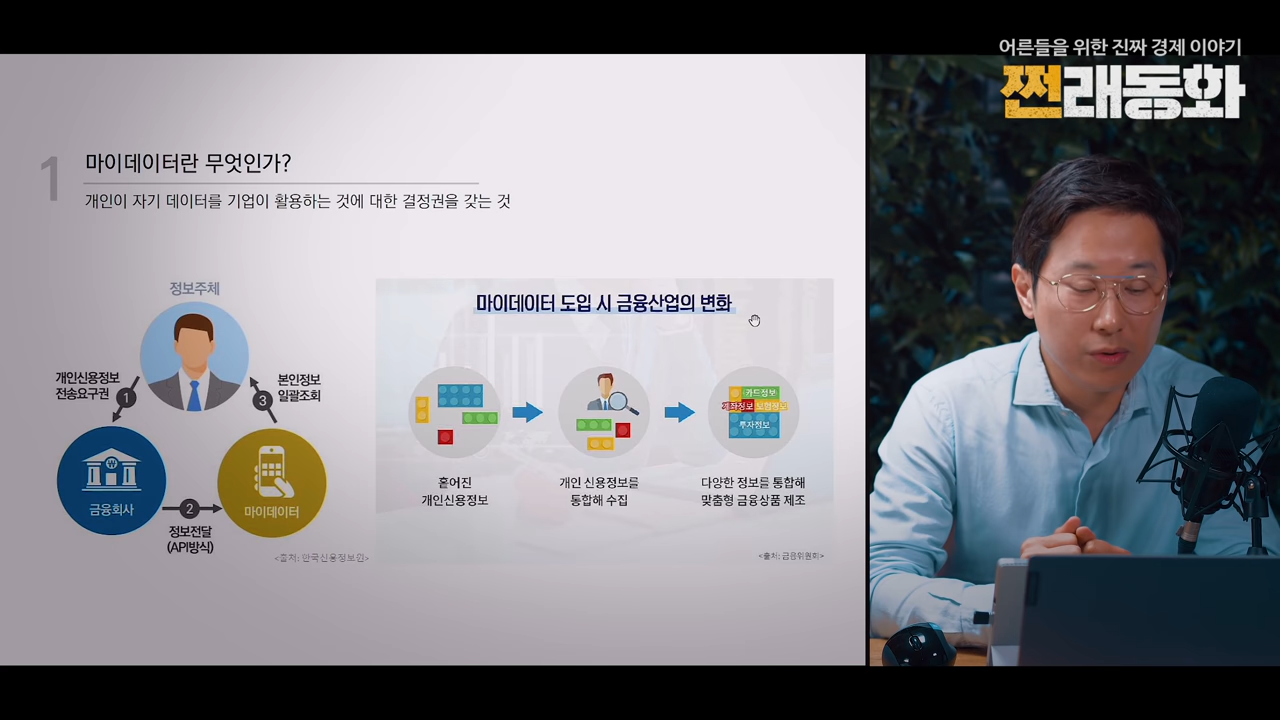 어른들을 위한 진짜 경제 이야기
쩐래동화
1
마이데이터란 무엇인가?
개인이 자기 데이터를 기업이 활용하는 것에 대한 결정권을 갖는 것
정보주체
개인신용정보
전송요구권
1
본인정보
일괄조회
3
금융회사
마이데이터
2
정보전달
(API방식)
<출처: 한국신용정보원>
마이데이터 도입 시 금융산업의 변화
카드정보
계좌정보 보험정보
투자정보
흩어진
개인신용정보
개인 신용정보를
통합해 수집
다양한 정보를 통합해
맞춤형 금융상품 제조
<출처: 금융위원회>